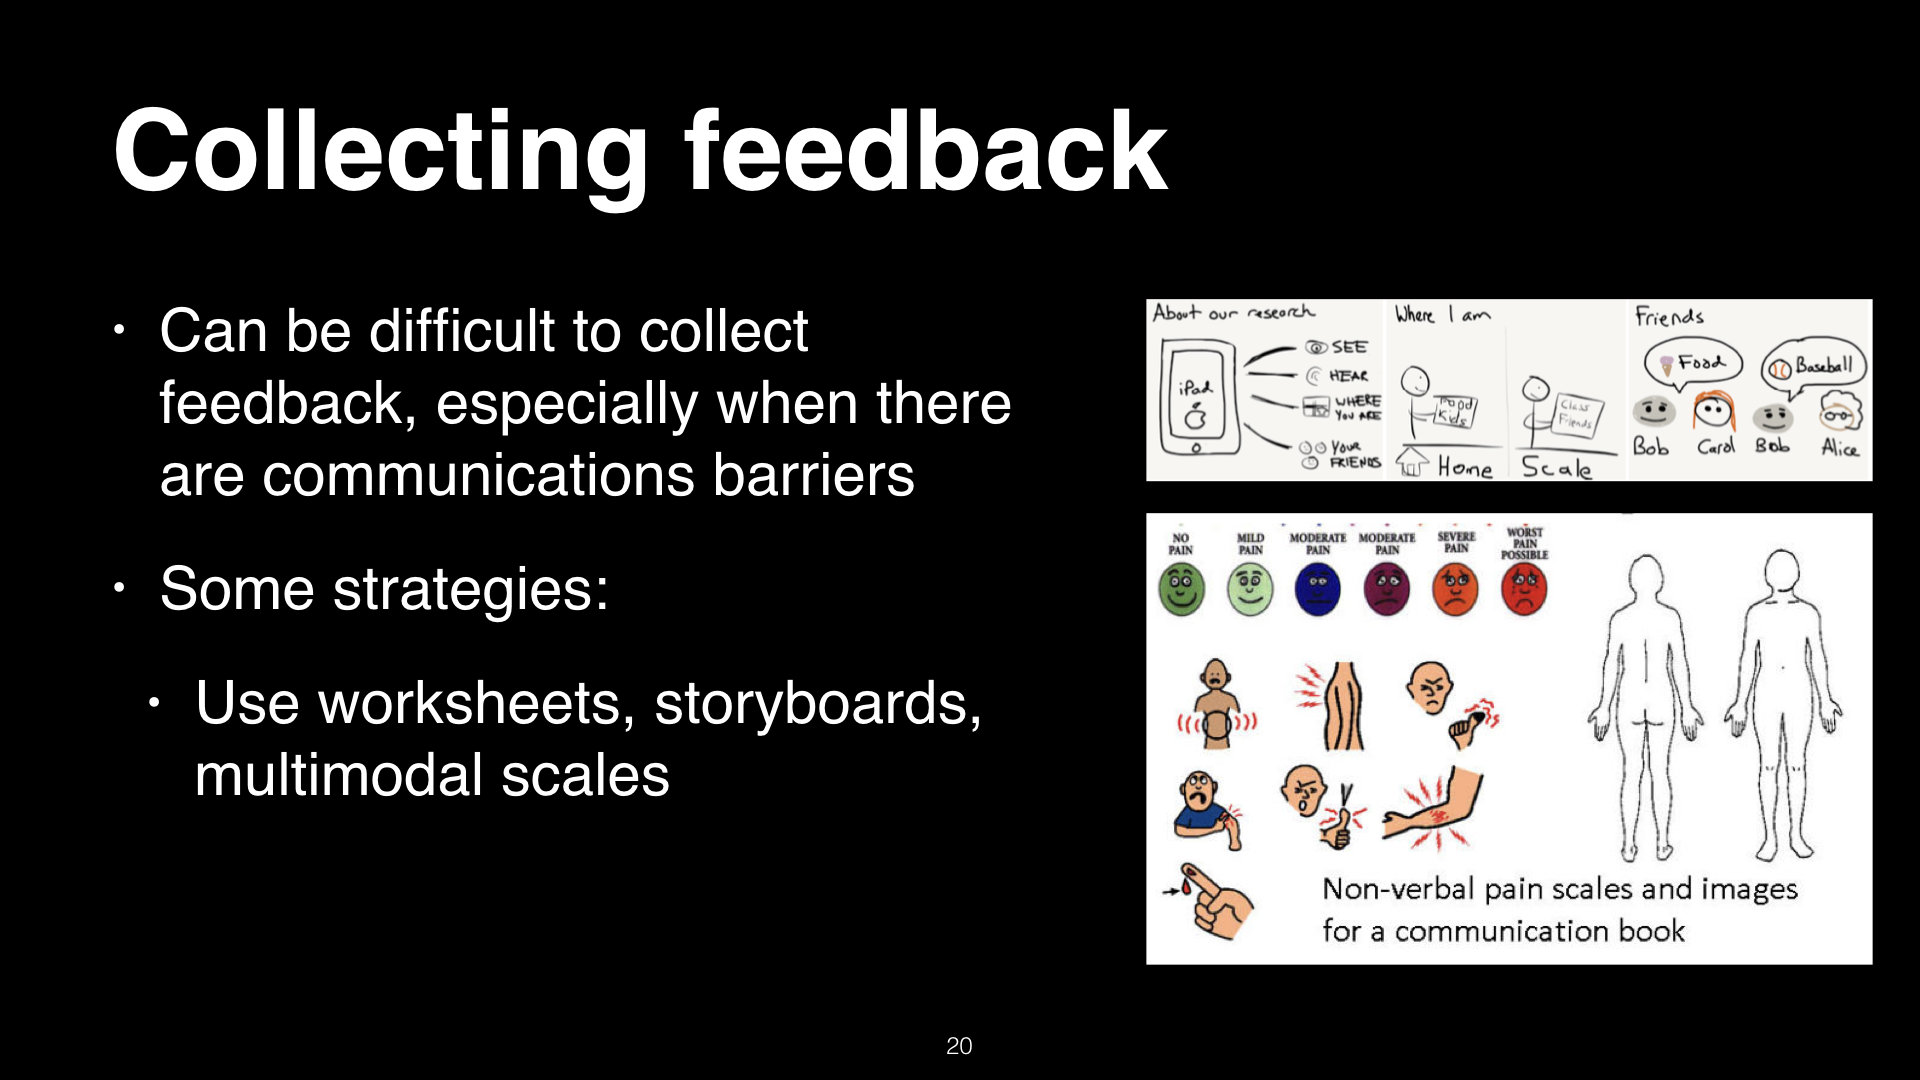 Collecting feedback
• Can be difficult to collect
feedback, especially when there
are communications barriers
• Some strategies:
• Use worksheets, storyboards,
multimodal scales
About our research
iPad
SEE
HEAR
WHERE
YOU ARE
YOUR
FRIENDS
Where I am
Food
Kids
Home
Class
Friends
Scale
Friends
Food
Baseball
Bob
Carol
Bob
Alice
NO
PAIN
MILD
PAIN
MODERATE
PAIN
MODERATE
PAIN
SEVERE
PAIN
WORST
PAIN
POSSIBLE
Non-verbal pain scales and images
for a communication book
20